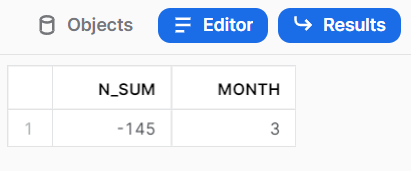 Objects Editor Results
N_SUM MONTH
1 -145 3